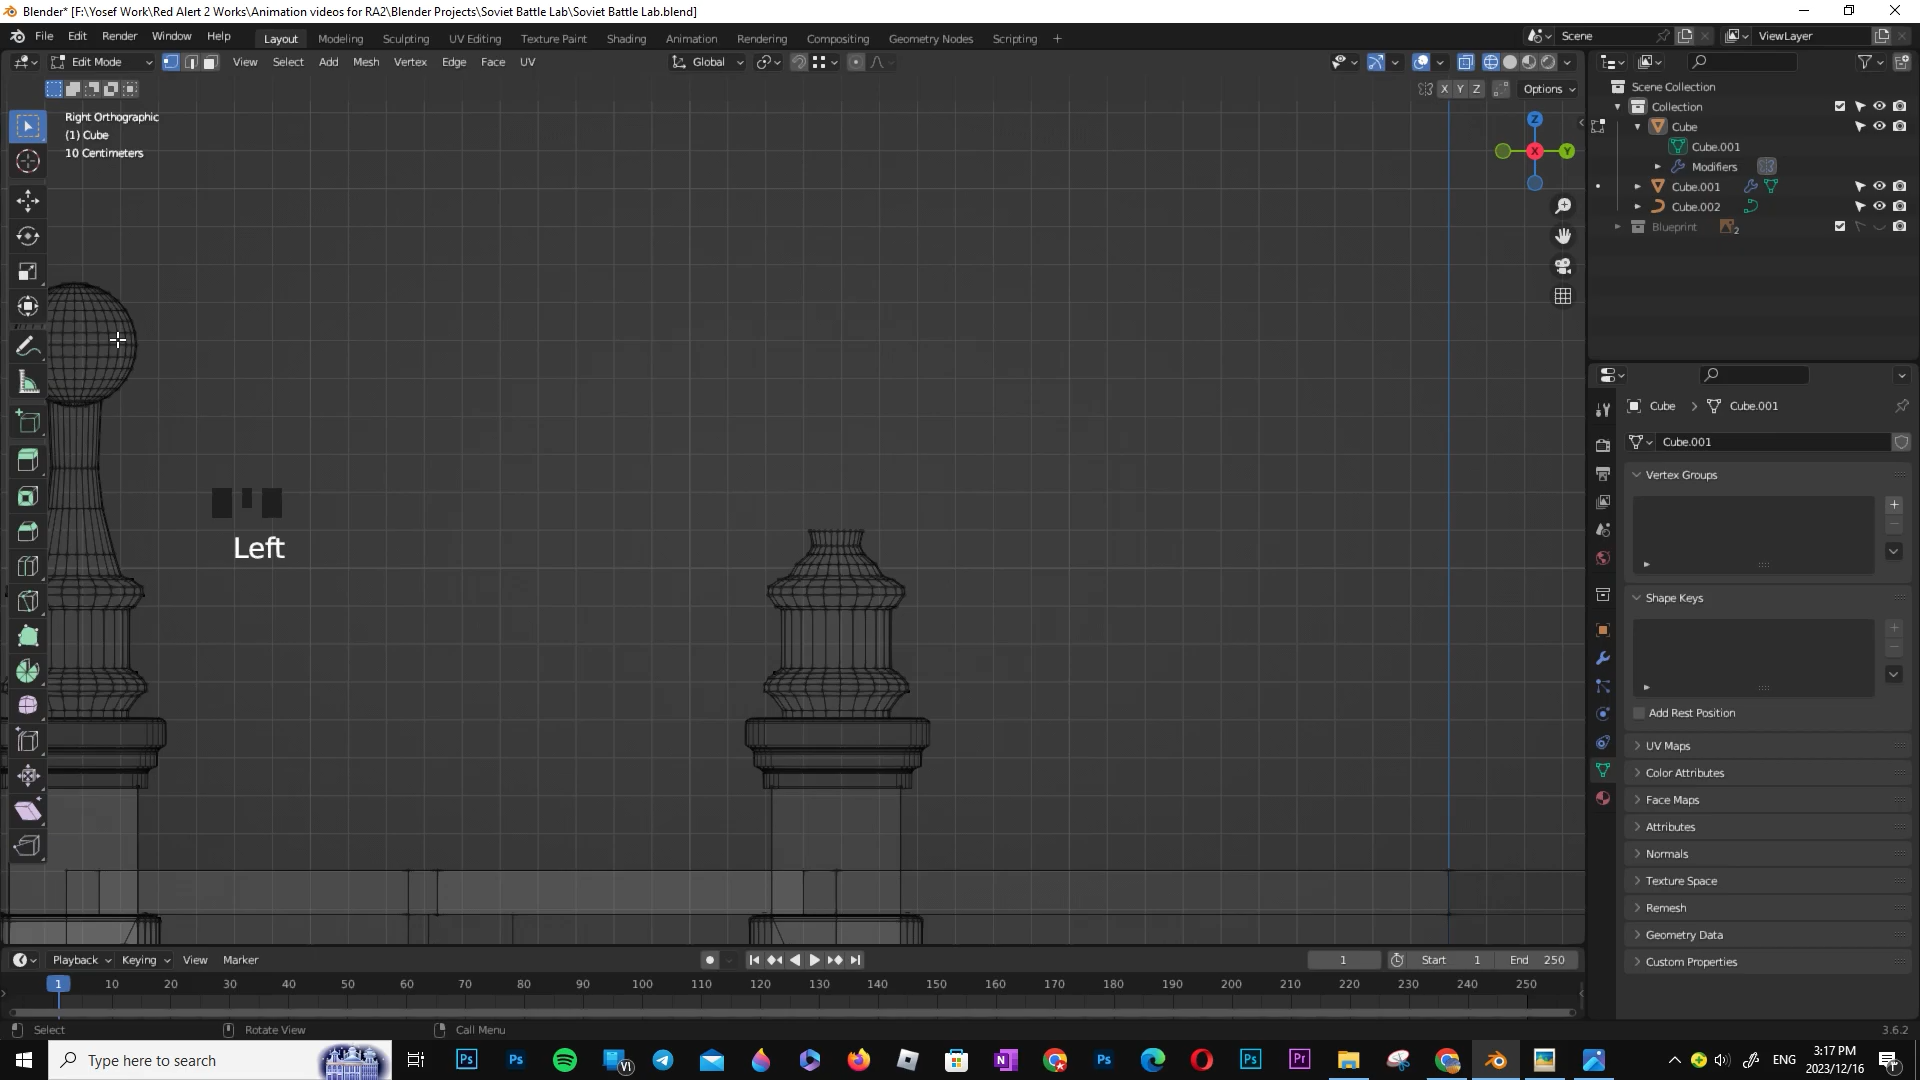 Blender* [F:\Yosef Work\Red Alert 2 Works\Animation videos for RA2\Blender Projects\Soviet Battle Lab\Soviet Battle Lab.blend]
File Edit Render Window Help Layout Modeling Sculpting UV Editing Texture Paint Shading Animation Rendering Compositing Geometry Nodes Scripting + Scene ViewLayer
Edit Mode View Select Add Mesh Vertex Edge Face UV Global
X Y Z Options
Right Orthographic
(1) Cube
10 Centimeters
Z
X
Y
Left
Scene Collection
Collection
Cube
Cube.001
Modifiers
Cube.001
Cube.002
Blueprint 2
Cube Cube.001
Cube.001
Vertex Groups
Shape Keys
Add Rest Position
UV Maps
Color Attributes
Face Maps
Attributes
Normals
Texture Space
Remesh
Geometry Data
Custom Properties
Playback Keying View Marker 1 Start 1 End 250
1 10 20 30 40 50 60 70 80 90 100 110 120 130 140 150 160 170 180 190 200 210 220 230 240 250
Select Rotate View Call Menu 3.6.2
Type here to search
ENG
3:17 PM
2023/12/16